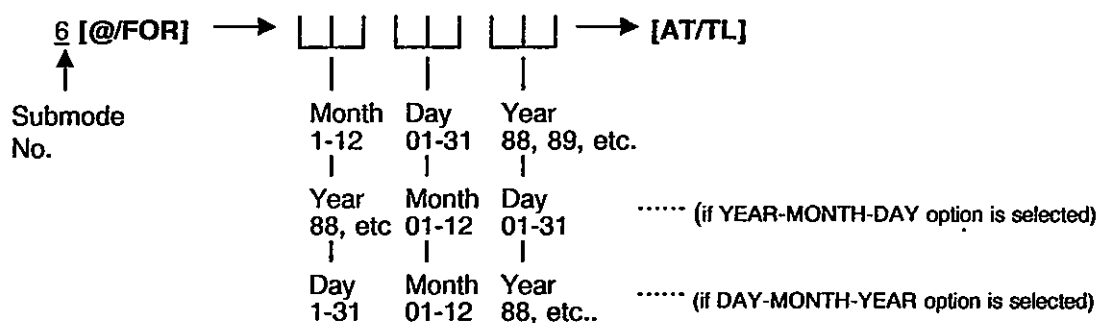 6 [@/FOR] [AT/TL]
Submode No.
Month Day Year
1-12 01-31 88, 89, etc.
Year Month Day
88, etc 01-12 01-31 ...... (if YEAR-MONTH-DAY option is selected)
Day Month Year
1-31 01-12 88, etc.. ...... (if DAY-MONTH-YEAR option is selected)